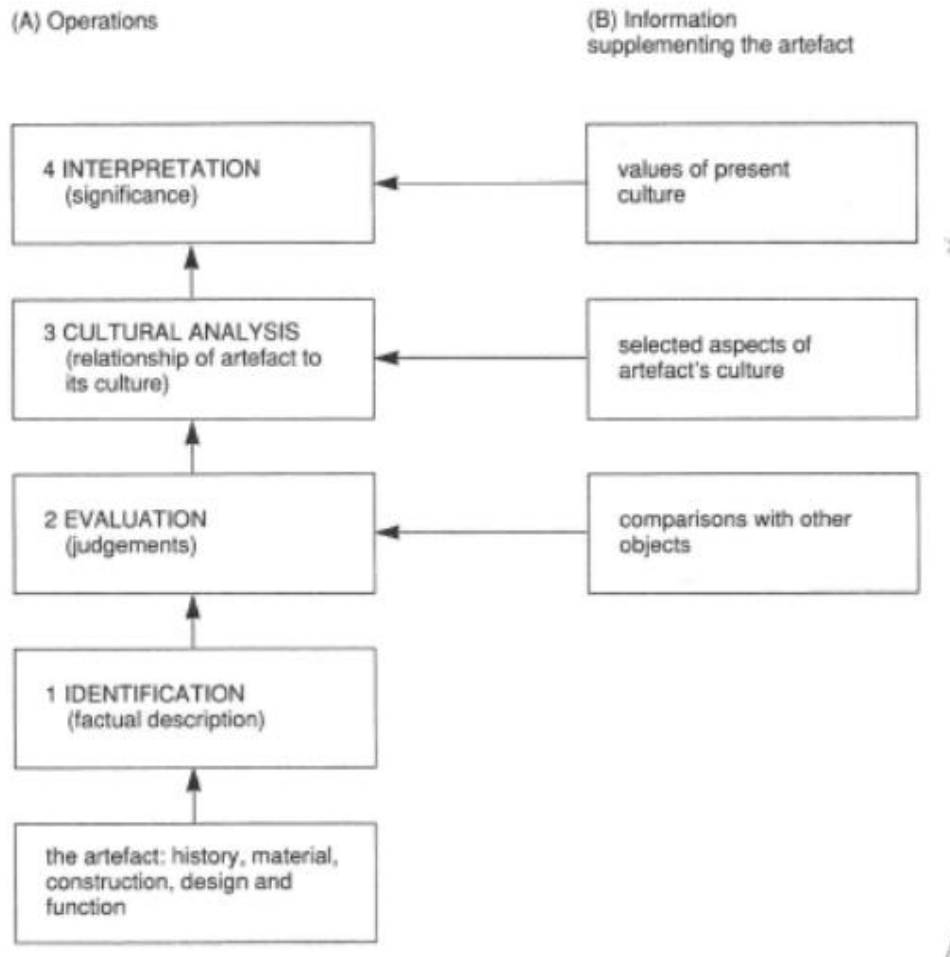 (A) Operations
(B) Information
supplementing the artefact
4 INTERPRETATION
(significance)
values of present
culture
3 CULTURAL ANALYSIS
(relationship of artefact to
its culture)
selected aspects of
artefact's culture
2 EVALUATION
(judgements)
comparisons with other
objects
1 IDENTIFICATION
(factual description)
the artefact: history, material,
construction, design and
function